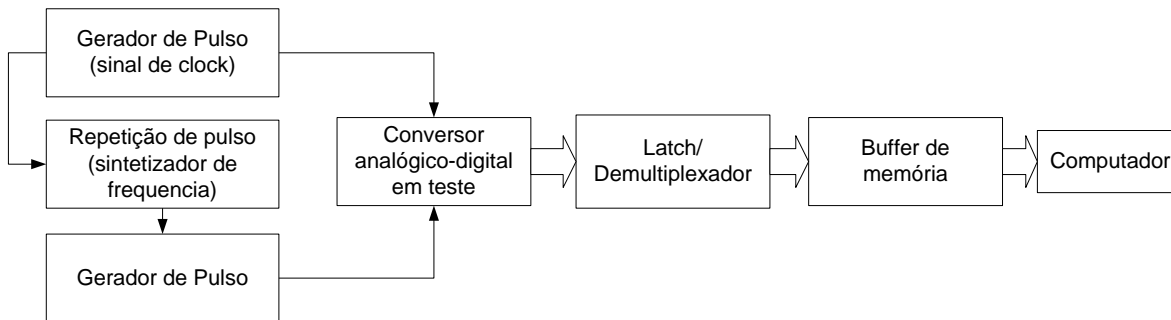 Gerador de Pulso
(sinal de clock)
Repetição de pulso
(sintetizador de
frequencia)
Gerador de Pulso
Conversor
analógico-digital
em teste
Latch/
Demultiplexador
Buffer de
memória
Computador